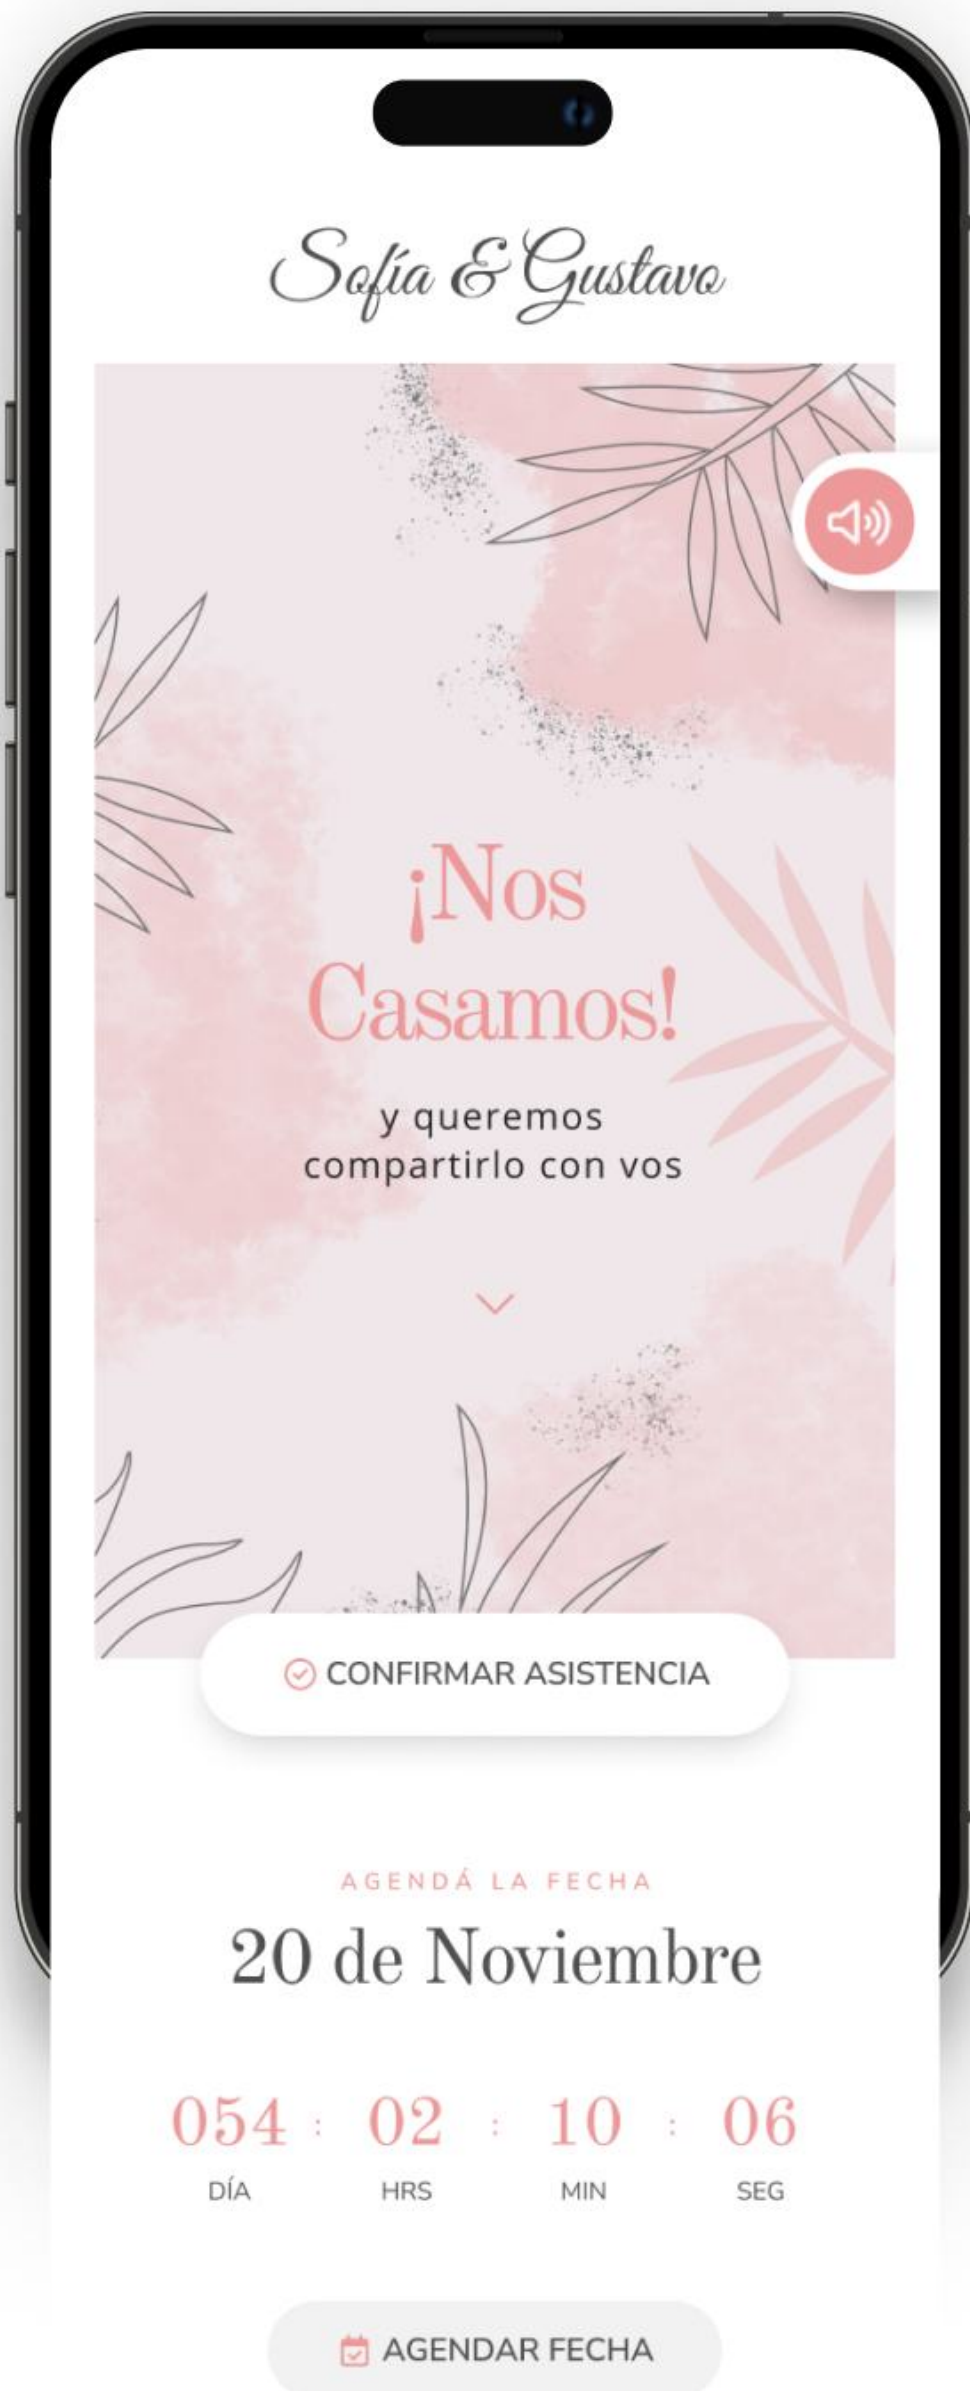 Sofía & Gustavo
¡Nos
Casamos!
y queremos
compartirlo con vos
CONFIRMAR ASISTENCIA
AGENDÁ LA FECHA
20 de Noviembre
054 : 02 : 10 : 06
DÍA HRS MIN SEG
AGENDAR FECHA